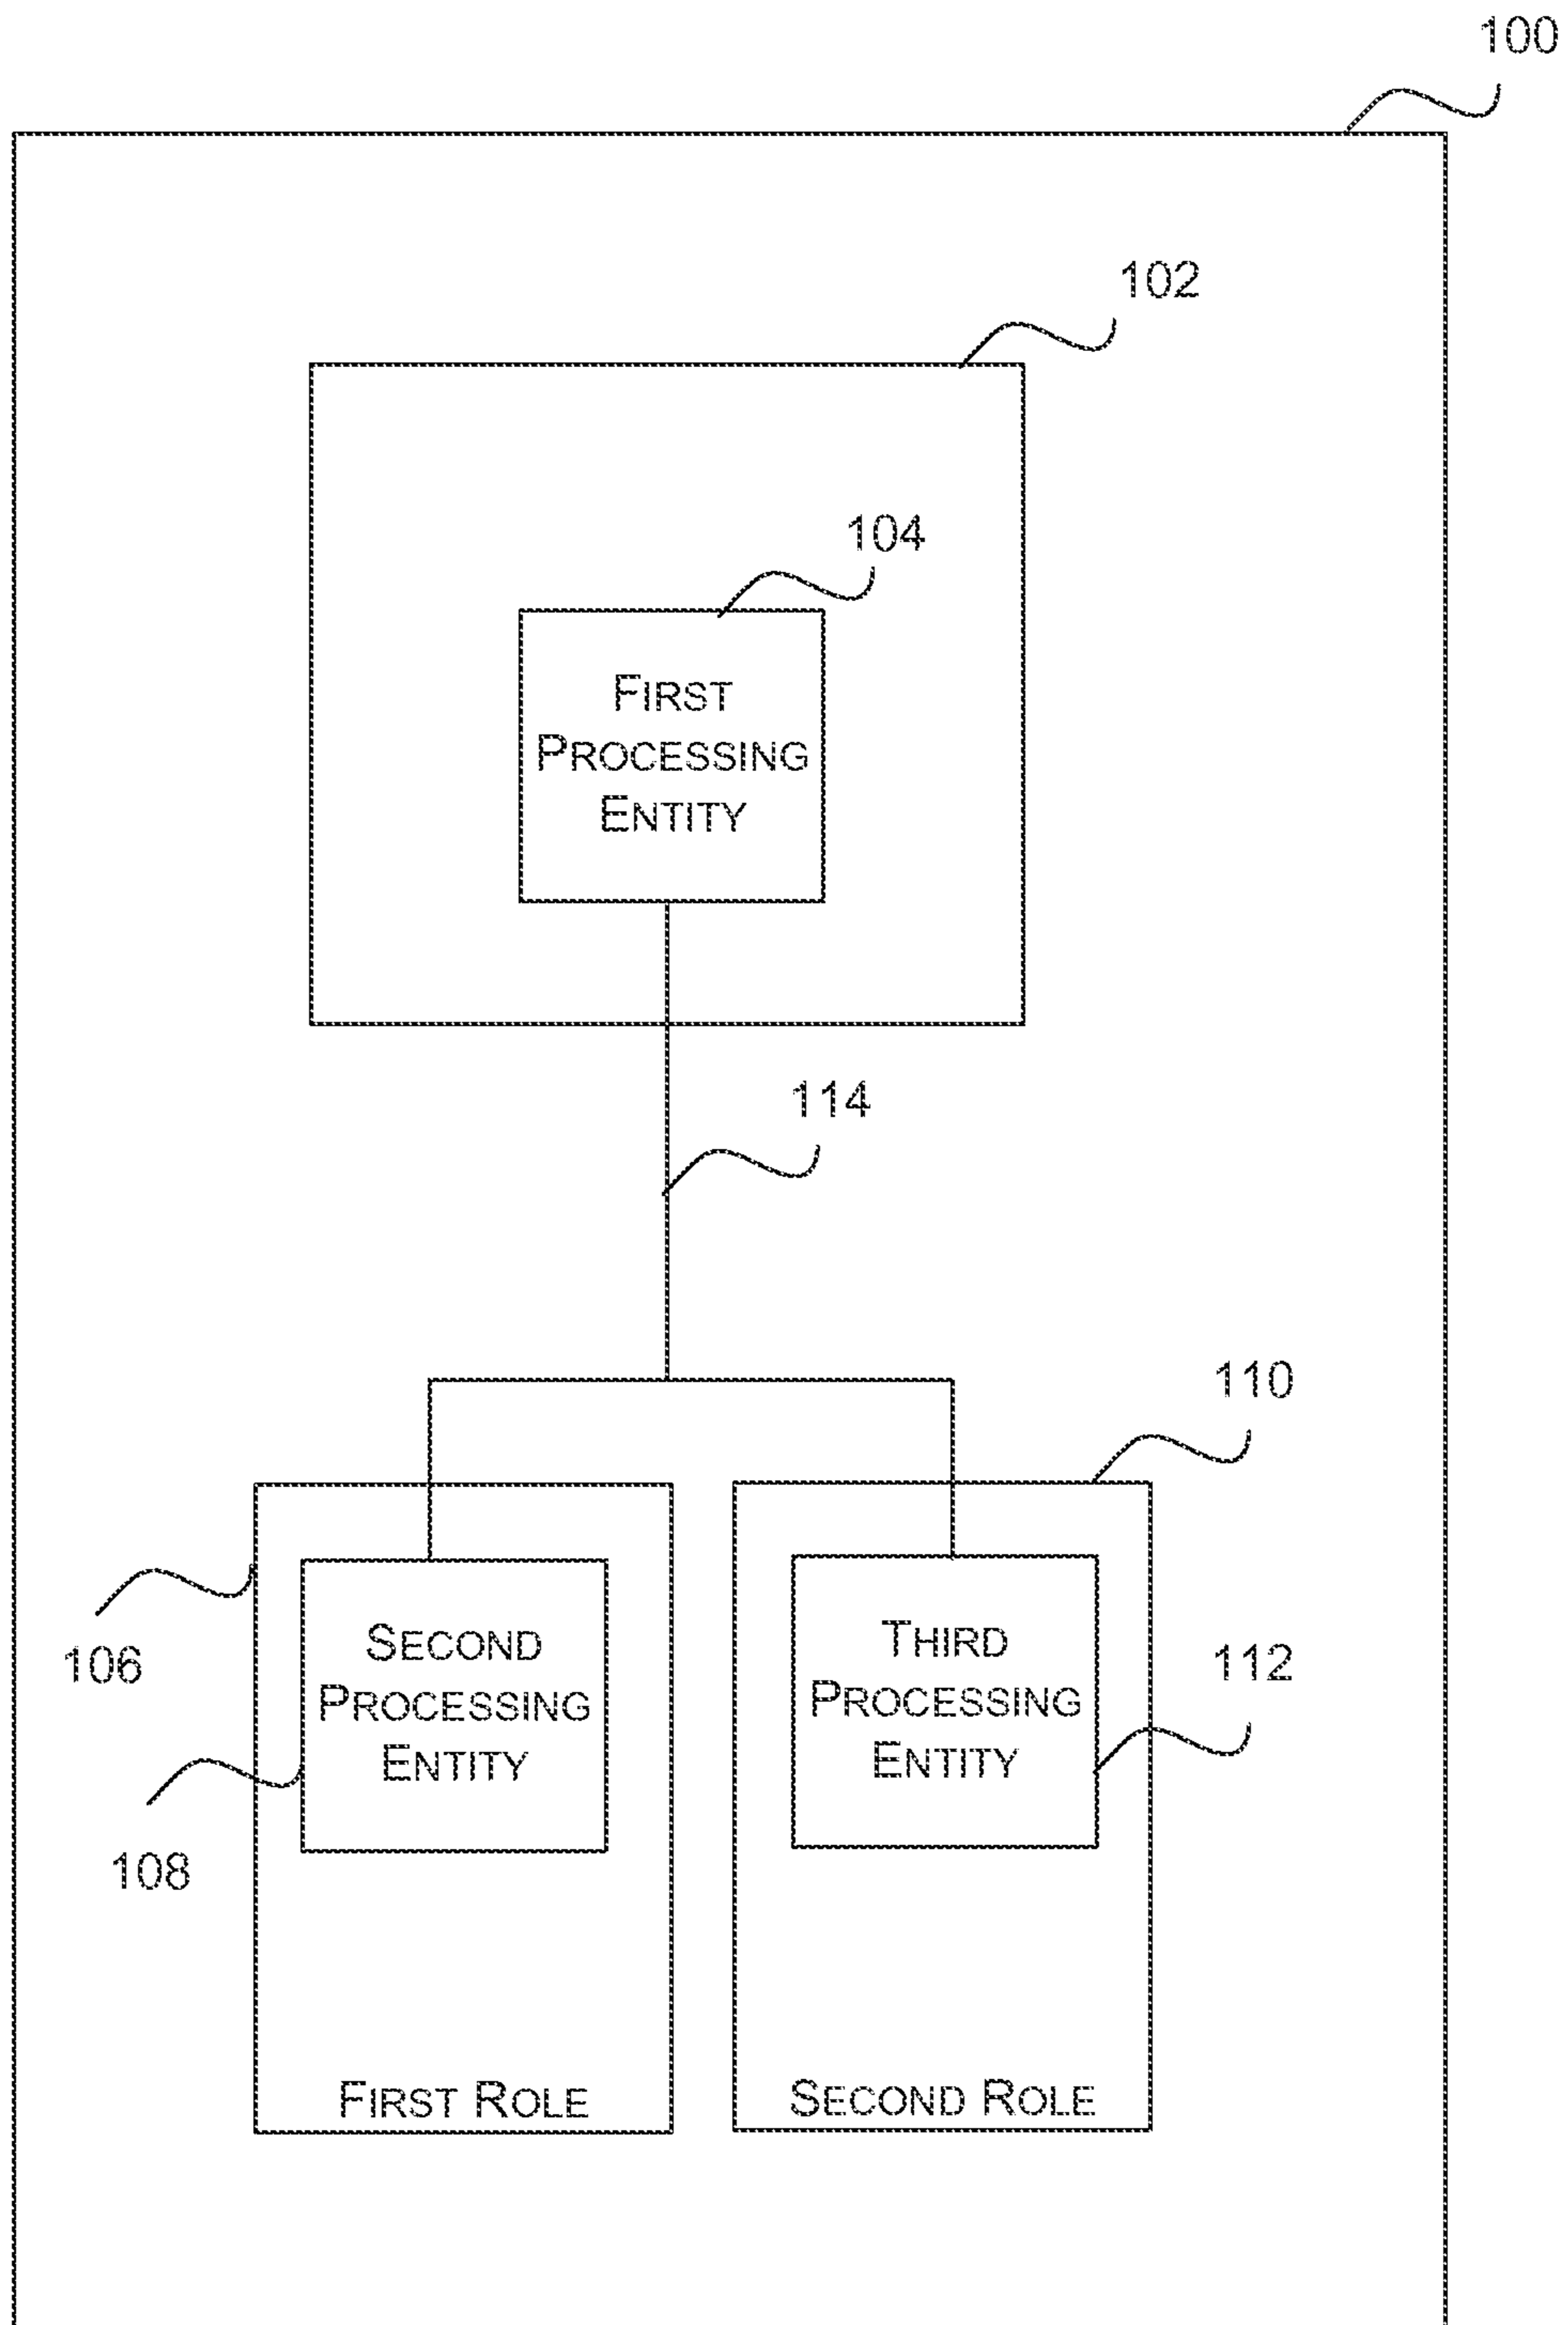 100
102
104
FIRST
PROCESSING
ENTITY
114
110
106
SECOND
PROCESSING
ENTITY
THIRD
PROCESSING
ENTITY
112
108
FIRST ROLE
SECOND ROLE